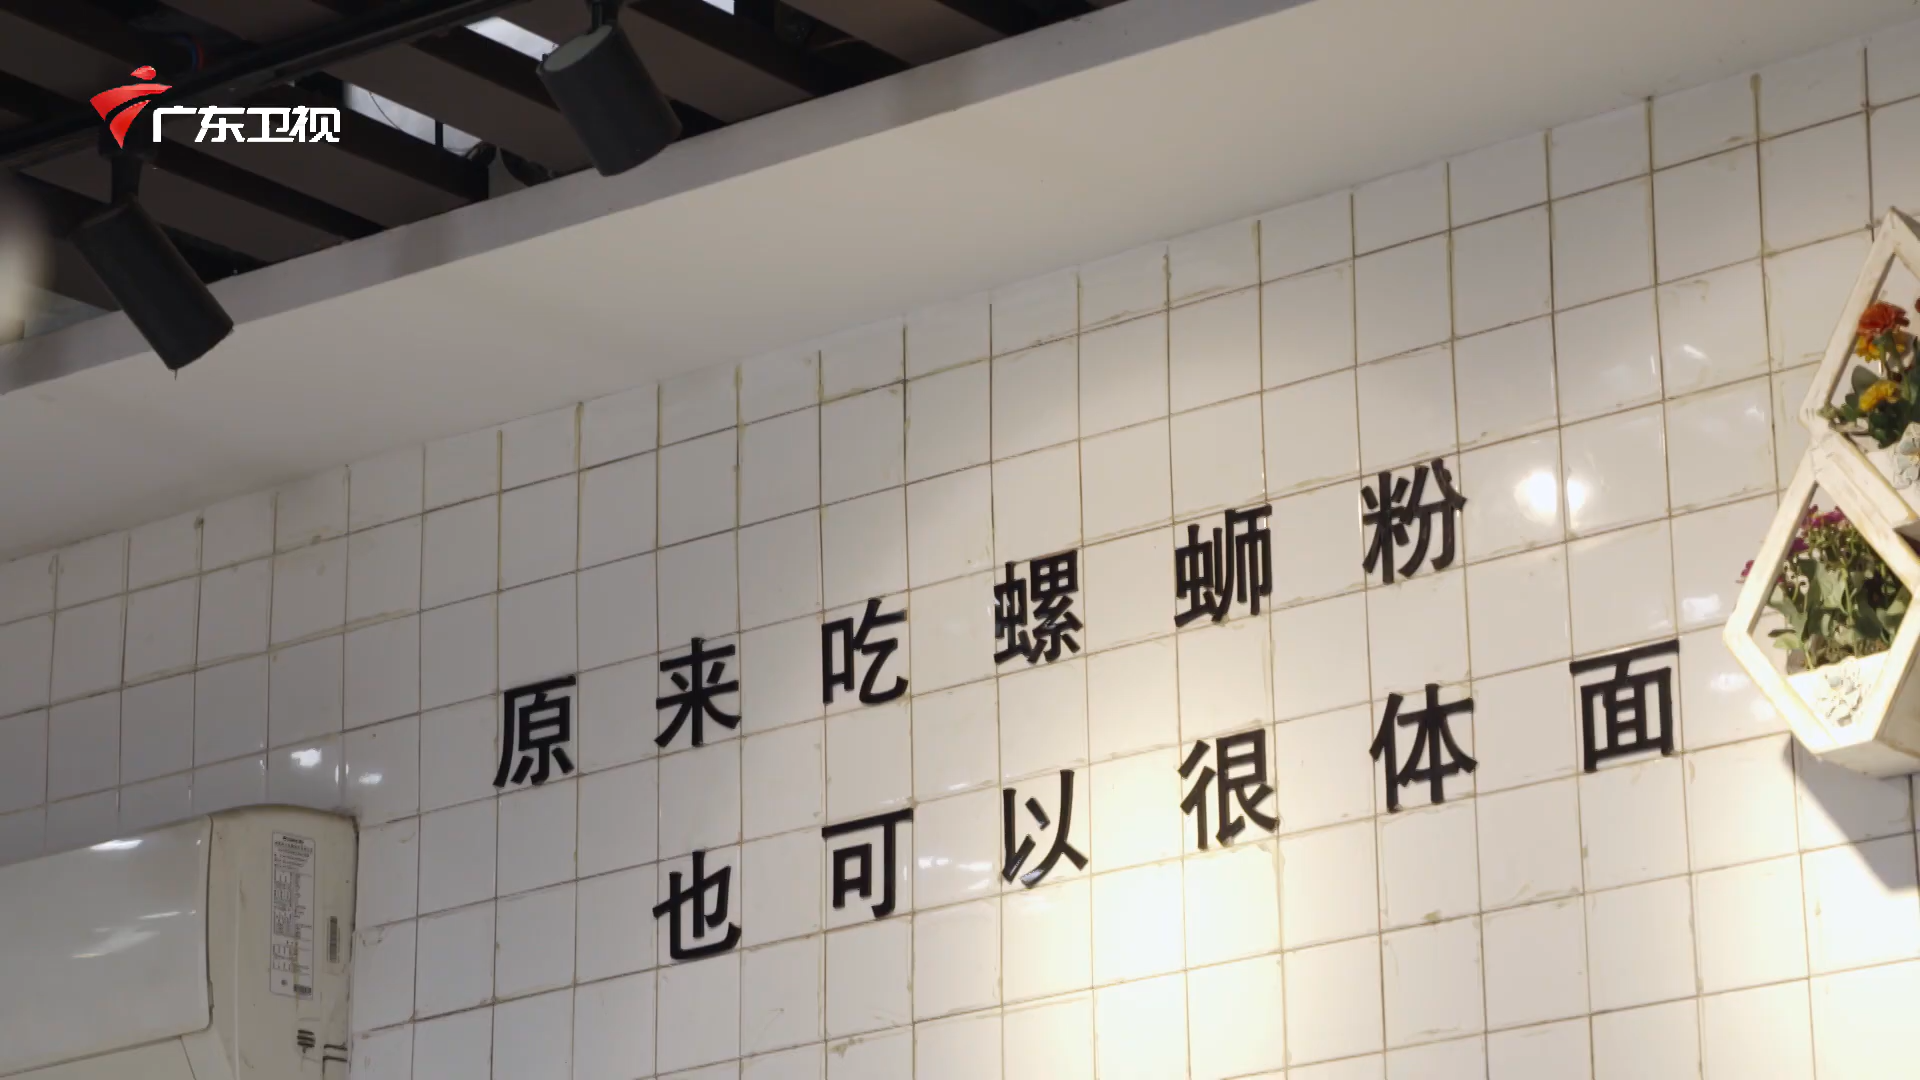 广东卫视
原来吃螺蛳粉
也可以很体面